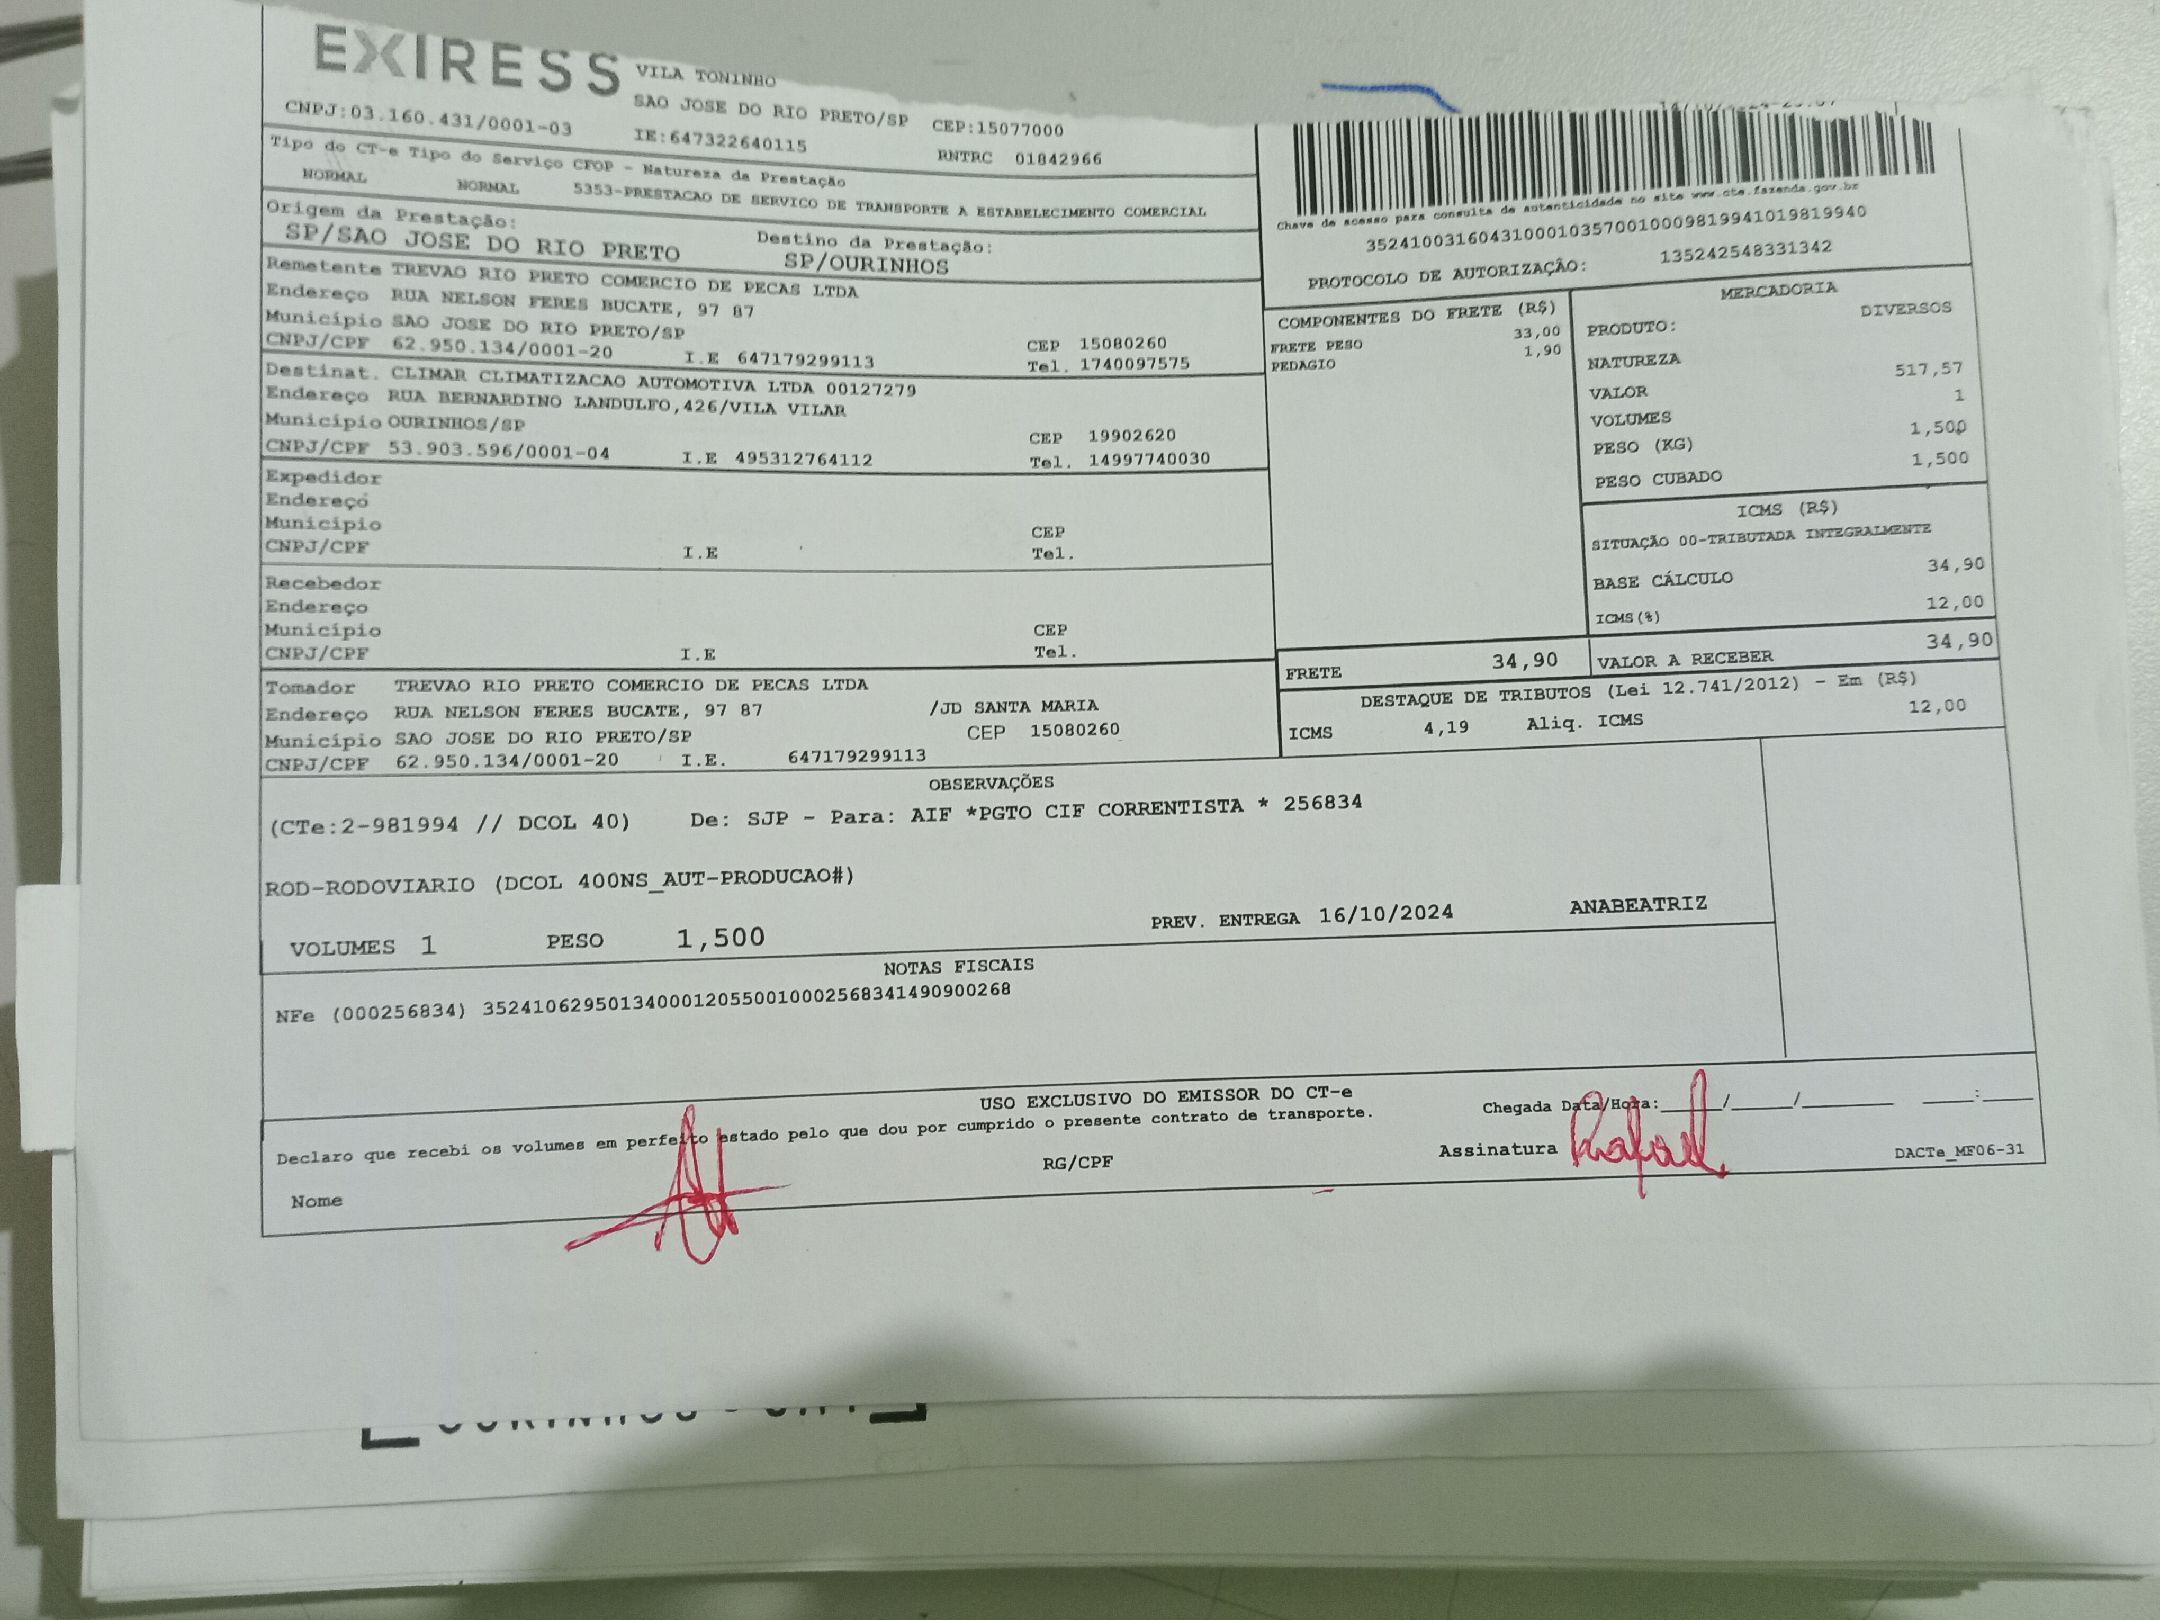 EXIRESS
VILA TONINHO
SAO JOSE DO RIO PRETO/SP CEP:15077000
CNPJ:03.160.431/0001-03 IE:647322640115 RNTRC 01842966
Tipo do CT-e Tipo do Serviço CFOP - Natureza da Prestação
NORMAL NORMAL 5353-PRESTACAO DE SERVICO DE TRANSPORTE A ESTABELECIMENTO COMERCIAL
Origem da Prestação: Destino da Prestação:
SP/SAO JOSE DO RIO PRETO SP/OURINHOS
Remetente TREVAO RIO PRETO COMERCIO DE PECAS LTDA
Endereço RUA NELSON FERES BUCATE, 97 87
Município SAO JOSE DO RIO PRETO/SP CEP 15080260
CNPJ/CPF 62.950.134/0001-20 I.E 647179299113 Tel. 1740097575
Destinat. CLIMAR CLIMATIZACAO AUTOMOTIVA LTDA 00127279
Endereço RUA BERNARDINO LANDULFO,426/VILA VILAR
Município OURINHOS/SP CEP 19902620
CNPJ/CPF 53.903.596/0001-04 I.E 495312764112 Tel. 14997740030
Expedidor
Endereço
Município CEP
CNPJ/CPF I.E Tel.
Recebedor
Endereço
Município CEP
CNPJ/CPF I.E Tel.
Tomador TREVAO RIO PRETO COMERCIO DE PECAS LTDA
Endereço RUA NELSON FERES BUCATE, 97 87 /JD SANTA MARIA
Município SAO JOSE DO RIO PRETO/SP CEP 15080260
CNPJ/CPF 62.950.134/0001-20 I.E. 647179299113
Chave de acesso para consulta de autenticidade no site www.cte.fazenda.gov.br
35241003160431000103570010009819941019819940
PROTOCOLO DE AUTORIZAÇÃO: 135242548331342
COMPONENTES DO FRETE (R$)
FRETE PESO 33,00
PEDAGIO 1,90
MERCADORIA
PRODUTO: DIVERSOS
NATUREZA
VALOR 517,57
VOLUMES 1
PESO (KG) 1,500
PESO CUBADO 1,500
ICMS (R$)
SITUAÇÃO 00-TRIBUTADA INTEGRALMENTE
BASE CÁLCULO 34,90
ICMS(%) 12,00
FRETE 34,90 VALOR A RECEBER 34,90
DESTAQUE DE TRIBUTOS (Lei 12.741/2012) - Em (R$)
ICMS 4,19 Aliq. ICMS 12,00
OBSERVAÇÕES
(CTe:2-981994 // DCOL 40) De: SJP - Para: AIF *PGTO CIF CORRENTISTA * 256834
ROD-RODOVIARIO (DCOL 400NS_AUT-PRODUCAO#)
VOLUMES 1 PESO 1,500 PREV. ENTREGA 16/10/2024 ANABEATRIZ
NOTAS FISCAIS
NFe (000256834) 35241062950134000120550010002568341490900268
USO EXCLUSIVO DO EMISSOR DO CT-e
Declaro que recebi os volumes em perfeito estado pelo que dou por cumprido o presente contrato de transporte. Chegada Data/Hora:____/____/______ ____:____
Nome RG/CPF Assinatura Rafael DACTe_MF06-31